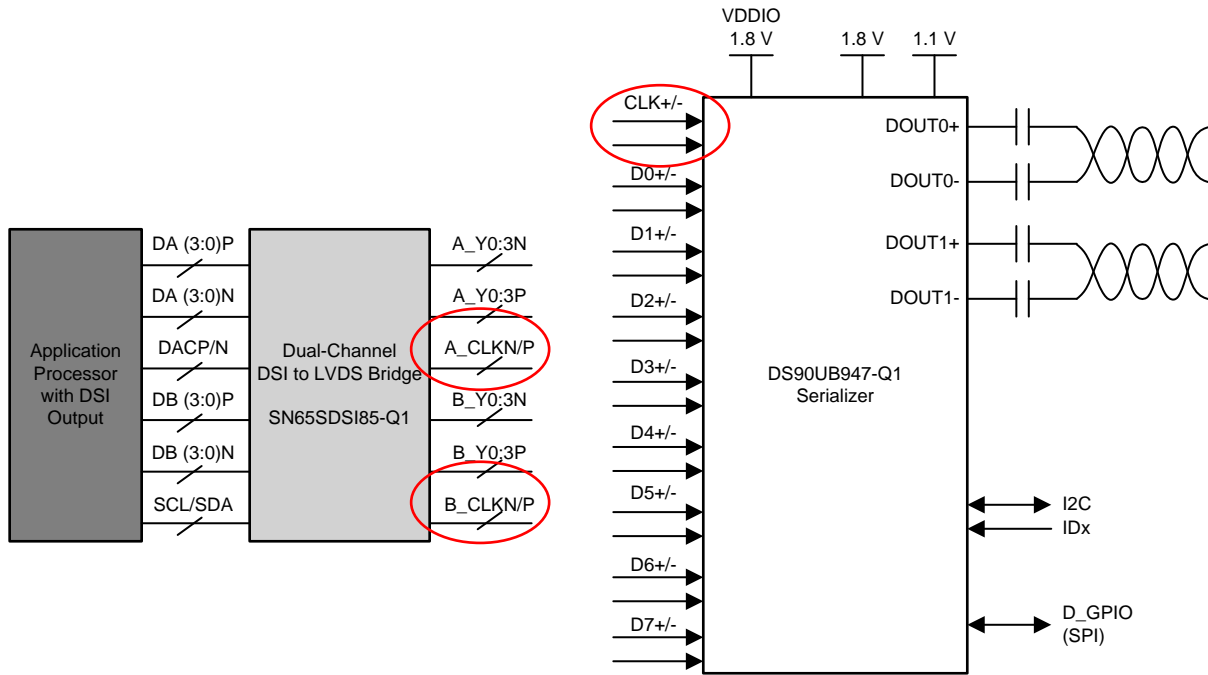 Application
Processor
with DSI
Output
DA (3:0)P
DA (3:0)N
DACP/N
DB (3:0)P
DB (3:0)N
SCL/SDA
Dual-Channel
DSI to LVDS Bridge
SN65SDSI85-Q1
A_Y0:3N
A_Y0:3P
A_CLKN/P
B_Y0:3N
B_Y0:3P
B_CLKN/P
VDDIO
1.8 V
1.8 V
1.1 V
CLK+/-
D0+/-
D1+/-
D2+/-
D3+/-
D4+/-
D5+/-
D6+/-
D7+/-
DS90UB947-Q1
Serializer
DOUT0+
DOUT0-
DOUT1+
DOUT1-
I2C
IDx
D_GPIO
(SPI)